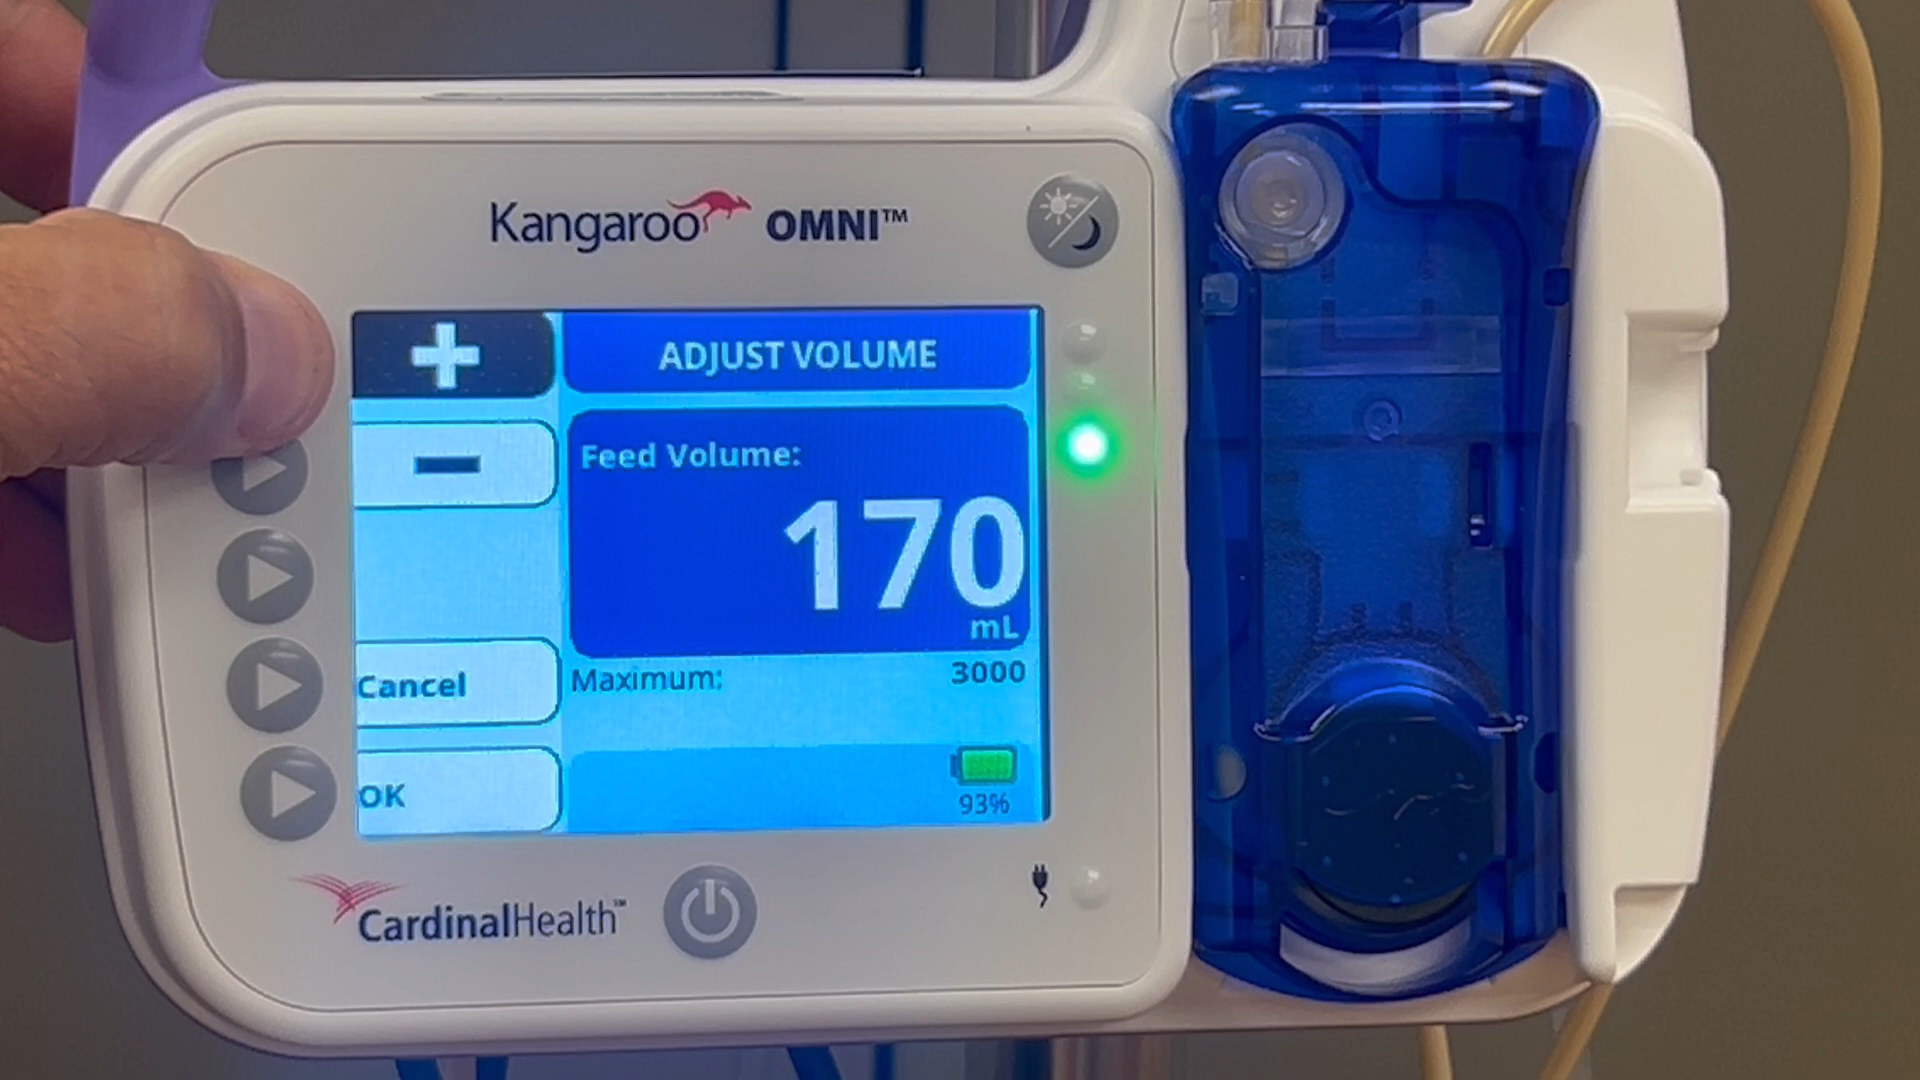 Kangaroo OMNI™
ADJUST VOLUME
Feed Volume:
170
mL
Maximum: 3000
Cancel
OK
93%
CardinalHealth™